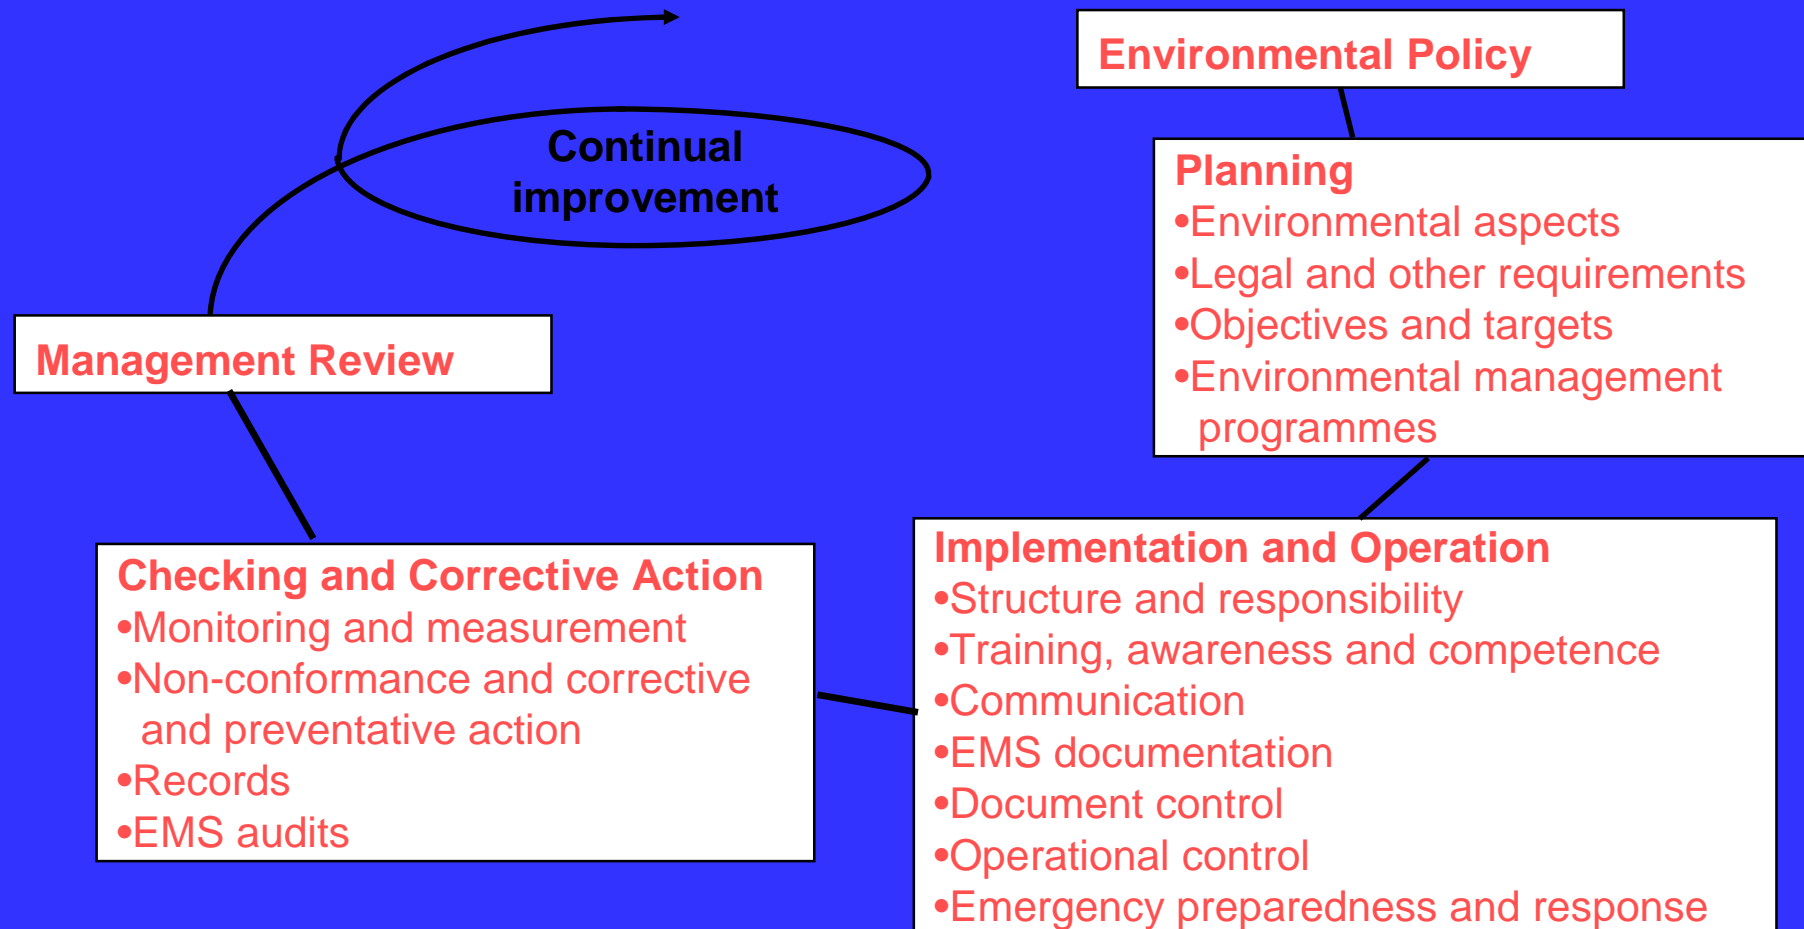 Continual
improvement
Environmental Policy
Planning
•Environmental aspects
•Legal and other requirements
•Objectives and targets
•Environmental management
programmes
Management Review
Checking and Corrective Action
•Monitoring and measurement
•Non-conformance and corrective
and preventative action
•Records
•EMS audits
Implementation and Operation
•Structure and responsibility
•Training, awareness and competence
•Communication
•EMS documentation
•Document control
•Operational control
•Emergency preparedness and response